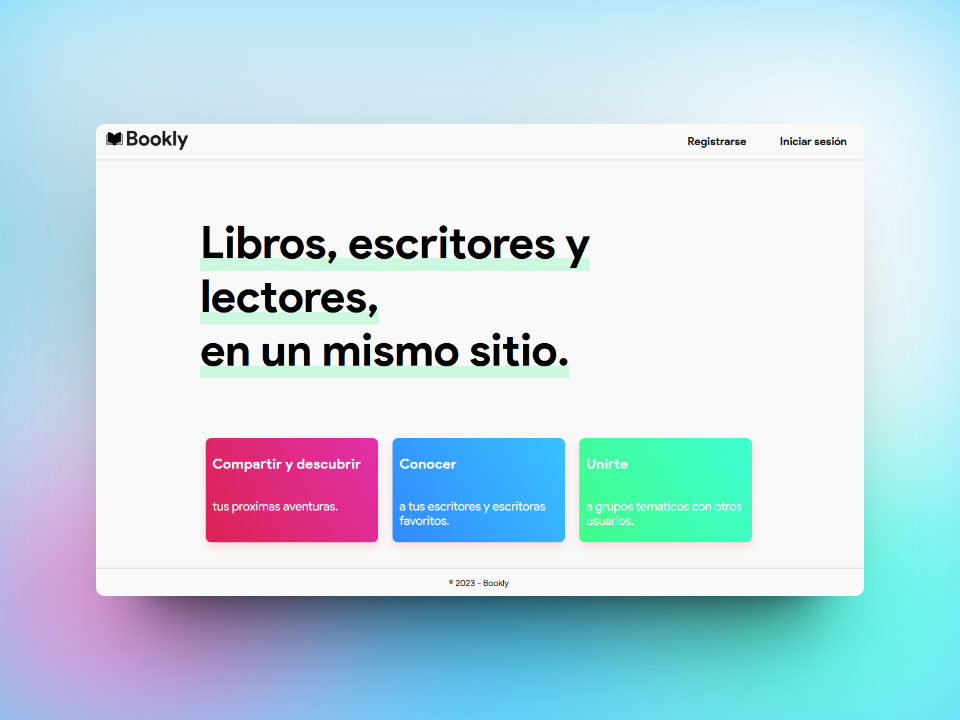 Bookly
Registrarse
Iniciar sesión
Libros, escritores y
lectores,
en un mismo sitio.
Compartir y descubrir
tus proximas aventuras.
Conocer
a tus escritores y escritoras
favoritos.
Unirte
a grupos tematicos con otros
usuarios.
® 2023 - Bookly